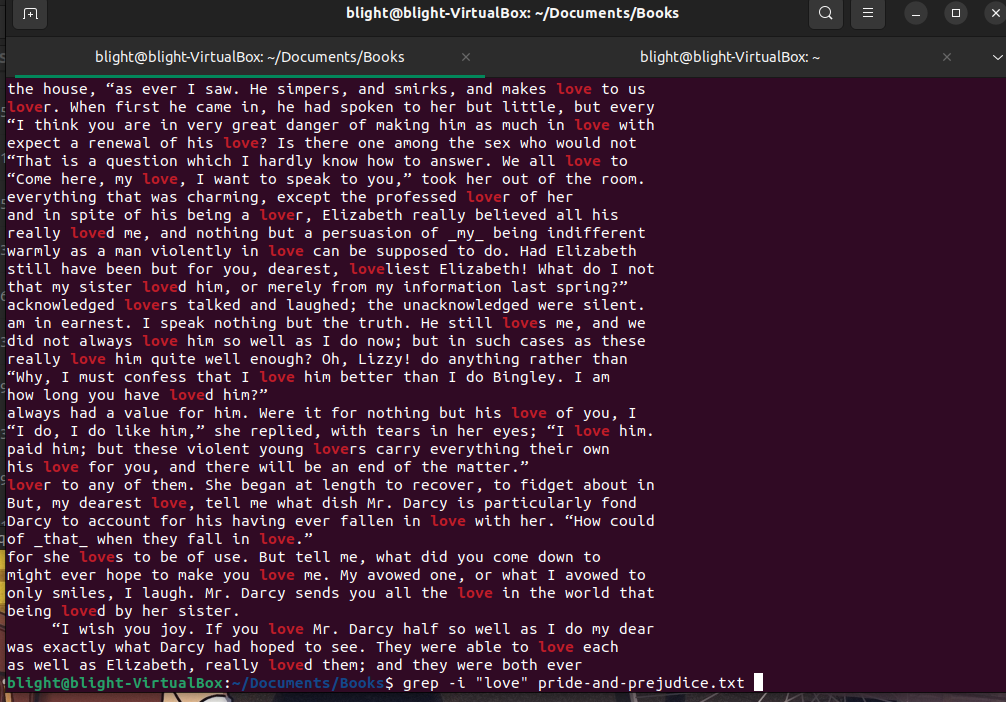 blight@blight-VirtualBox: ~/Documents/Books
blight@blight-VirtualBox: ~/Documents/Books
blight@blight-VirtualBox: ~
the house, “as ever I saw. He simpers, and smirks, and makes love to us
lover. When first he came in, he had spoken to her but little, but every
“I think you are in very great danger of making him as much in love with
expect a renewal of his love? Is there one among the sex who would not
“That is a question which I hardly know how to answer. We all love to
“Come here, my love, I want to speak to you,” took her out of the room.
everything that was charming, except the professed lover of her
and in spite of his being a lover, Elizabeth really believed all his
really loved me, and nothing but a persuasion of _my_ being indifferent
warmly as a man violently in love can be supposed to do. Had Elizabeth
still have been but for you, dearest, loveliest Elizabeth! What do I not
that my sister loved him, or merely from my information last spring?”
acknowledged lovers talked and laughed; the unacknowledged were silent.
am in earnest. I speak nothing but the truth. He still loves me, and we
did not always love him so well as I do now; but in such cases as these
really love him quite well enough? Oh, Lizzy! do anything rather than
“Why, I must confess that I love him better than I do Bingley. I am
how long you have loved him?”
always had a value for him. Were it for nothing but his love of you, I
“I do, I do like him,” she replied, with tears in her eyes; “I love him.
paid him; but these violent young lovers carry everything their own
his love for you, and there will be an end of the matter.”
lover to any of them. She began at length to recover, to fidget about in
But, my dearest love, tell me what dish Mr. Darcy is particularly fond
Darcy to account for his having ever fallen in love with her. “How could
of _that_ when they fall in love.”
for she loves to be of use. But tell me, what did you come down to
might ever hope to make you love me. My avowed one, or what I avowed to
only smiles, I laugh. Mr. Darcy sends you all the love in the world that
being loved by her sister.
“I wish you joy. If you love Mr. Darcy half so well as I do my dear
was exactly what Darcy had hoped to see. They were able to love each
as well as Elizabeth, really loved them; and they were both ever
blight@blight-VirtualBox:~/Documents/Books$ grep -i "love" pride-and-prejudice.txt